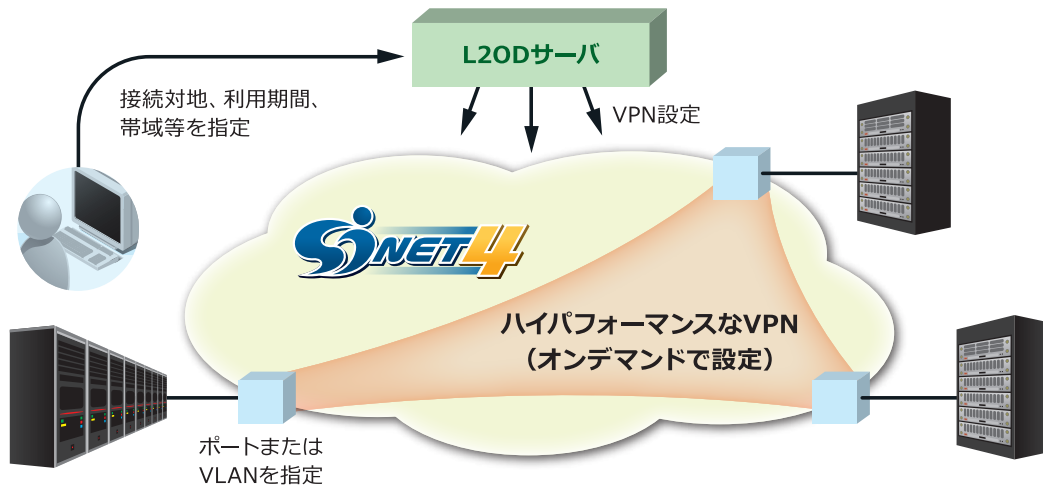 L2ODサーバ
接続対地、利用期間、
帯域等を指定
VPN設定
SINET4
ハイパフォーマンスなVPN
（オンデマンドで設定）
ポートまたは
VLANを指定